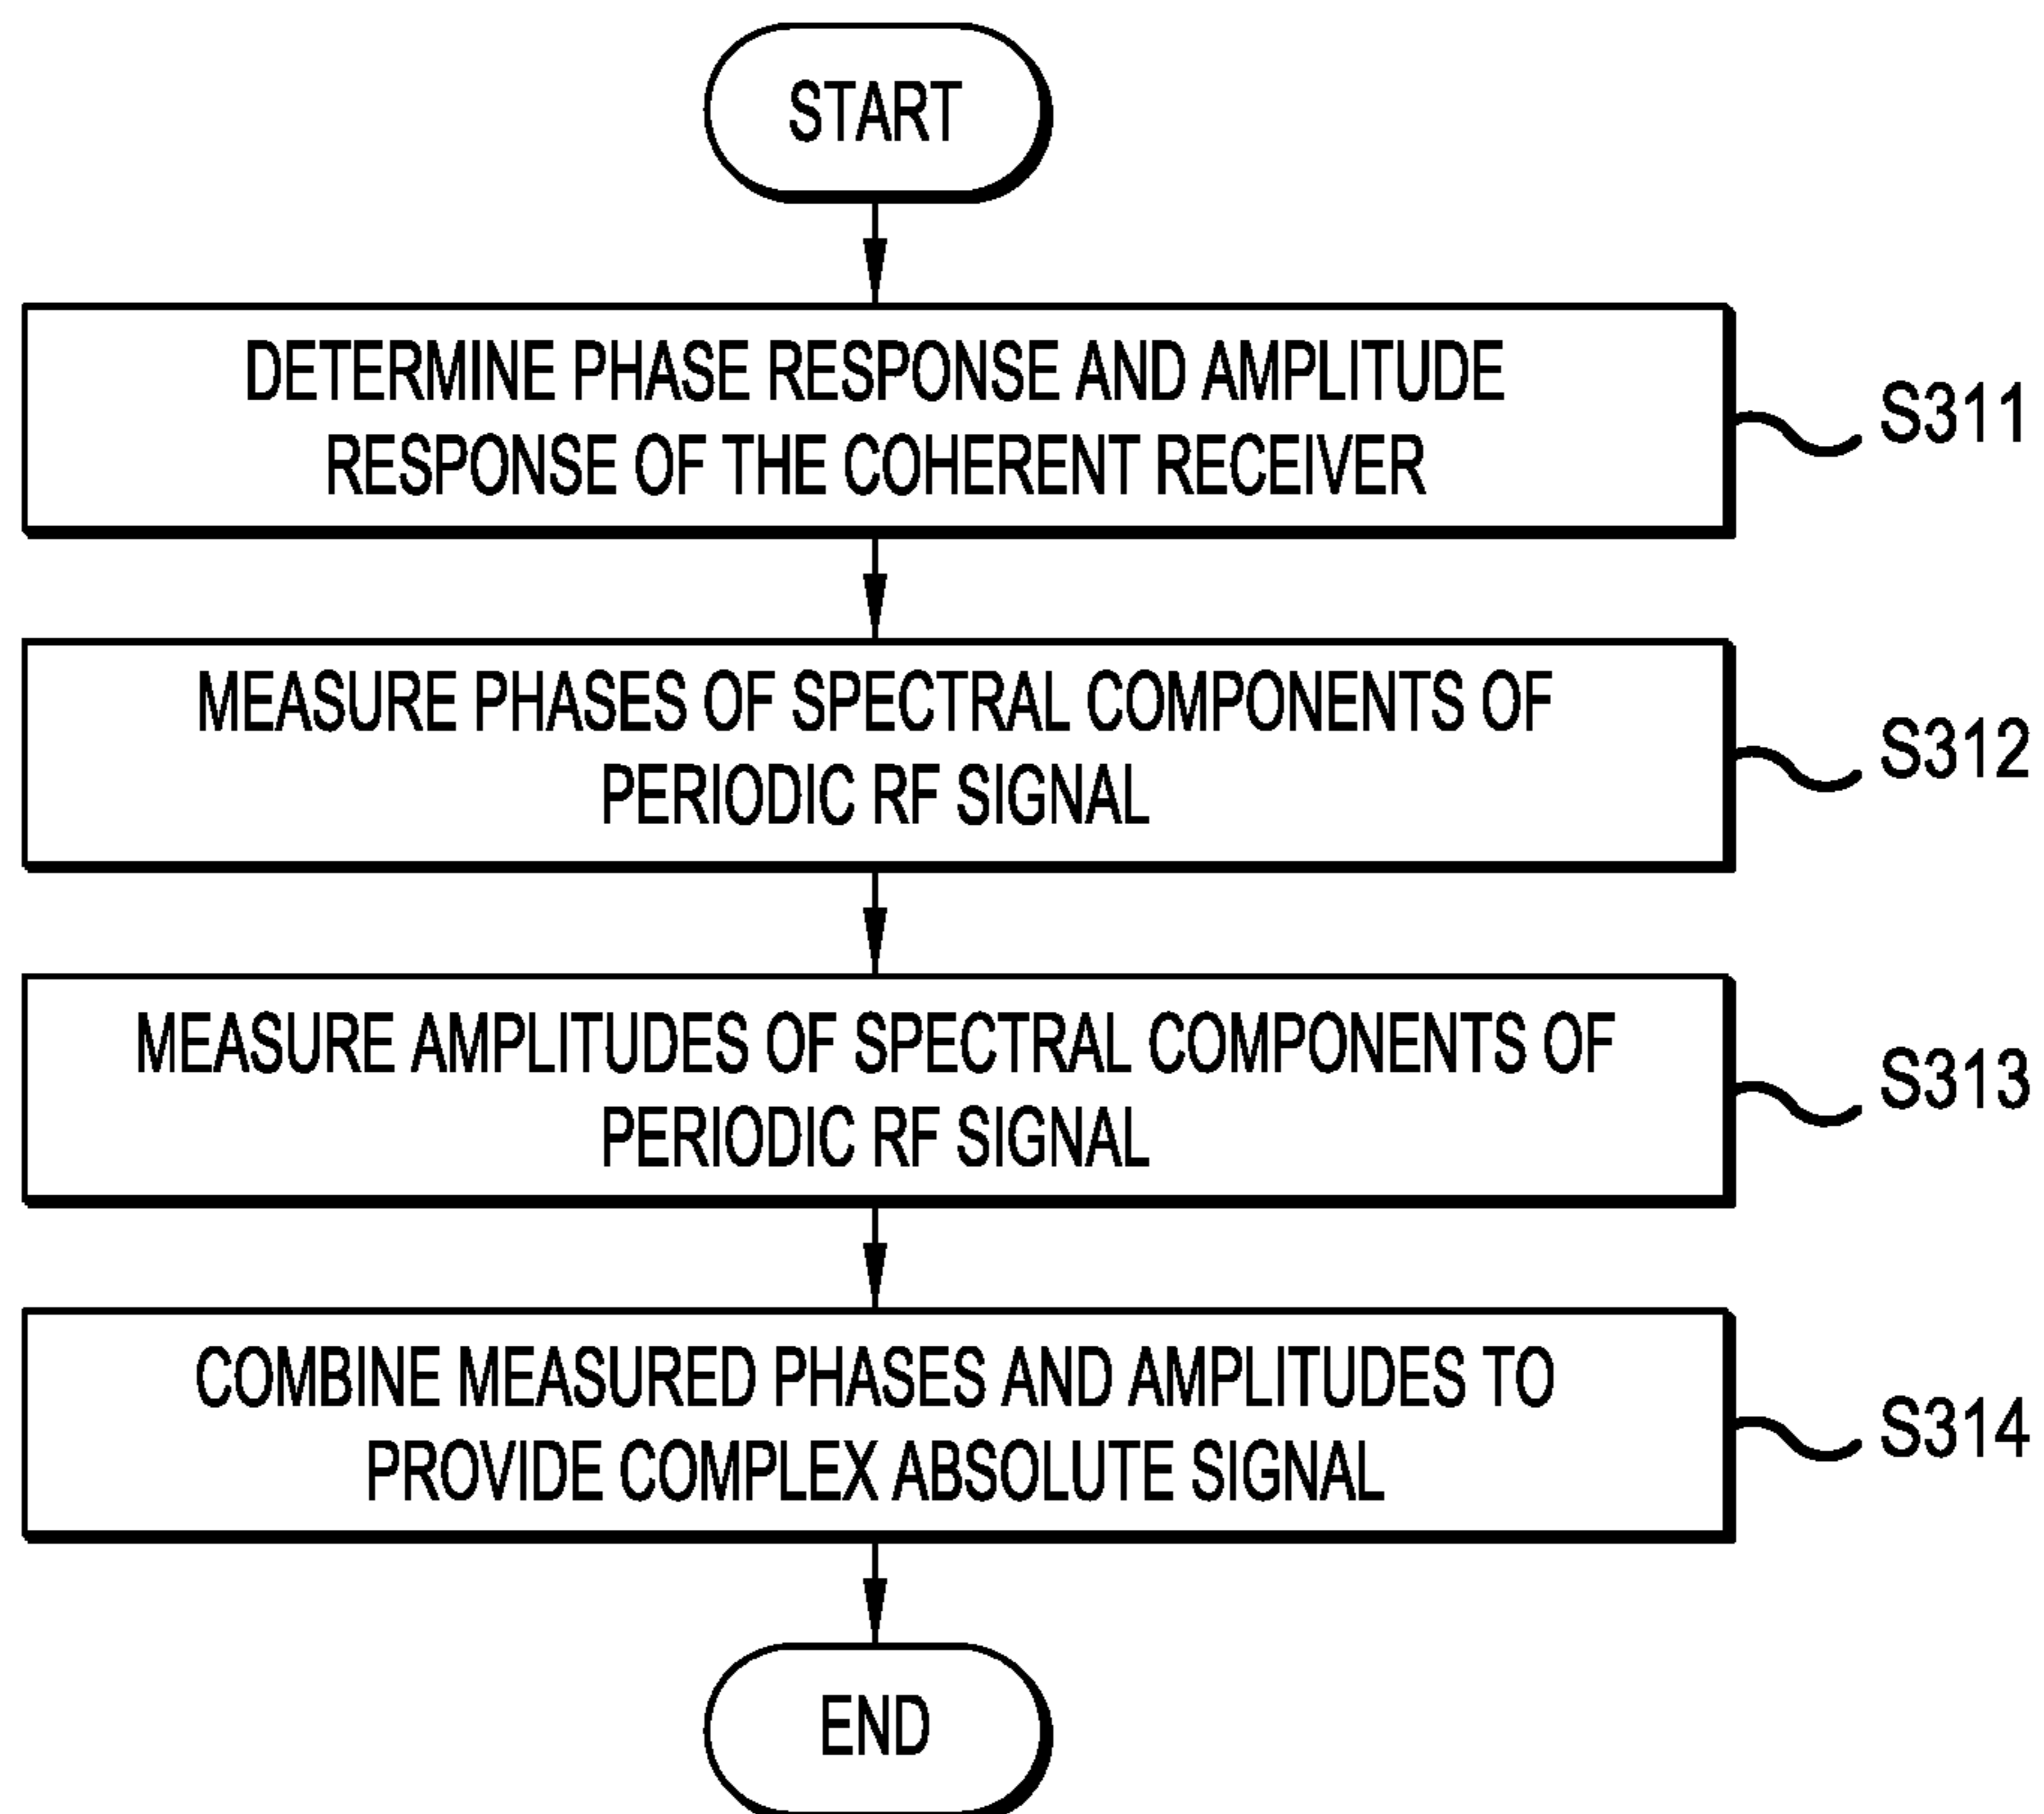 START
DETERMINE PHASE RESPONSE AND AMPLITUDE
RESPONSE OF THE COHERENT RECEIVER
S311
MEASURE PHASES OF SPECTRAL COMPONENTS OF
PERIODIC RF SIGNAL
S312
MEASURE AMPLITUDES OF SPECTRAL COMPONENTS OF
PERIODIC RF SIGNAL
S313
COMBINE MEASURED PHASES AND AMPLITUDES TO
PROVIDE COMPLEX ABSOLUTE SIGNAL
S314
END